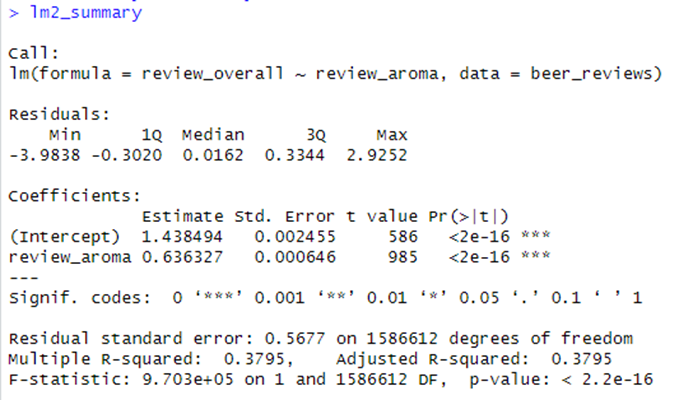 > lm2_summary
Call:
lm(formula = review_overall ~ review_aroma, data = beer_reviews)
Residuals:
Min 1Q Median 3Q Max
-3.9838 -0.3020 0.0162 0.3344 2.9252
Coefficients:
Estimate Std. Error t value Pr(>|t|)
(Intercept) 1.438494 0.002455 586 <2e-16 ***
review_aroma 0.636327 0.000646 985 <2e-16 ***
---
Signif. codes: 0 ‘***’ 0.001 ‘**’ 0.01 ‘*’ 0.05 ‘.’ 0.1 ‘ ’ 1
Residual standard error: 0.5677 on 1586612 degrees of freedom
Multiple R-squared: 0.3795, Adjusted R-squared: 0.3795
F-statistic: 9.703e+05 on 1 and 1586612 DF, p-value: < 2.2e-16